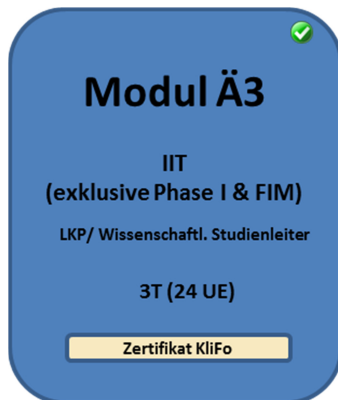 Modul Ä3
IIT
(exklusive Phase I & FIM)
LKP/ Wissenschaftl. Studienleiter
3T (24 UE)
Zertifikat KliFo